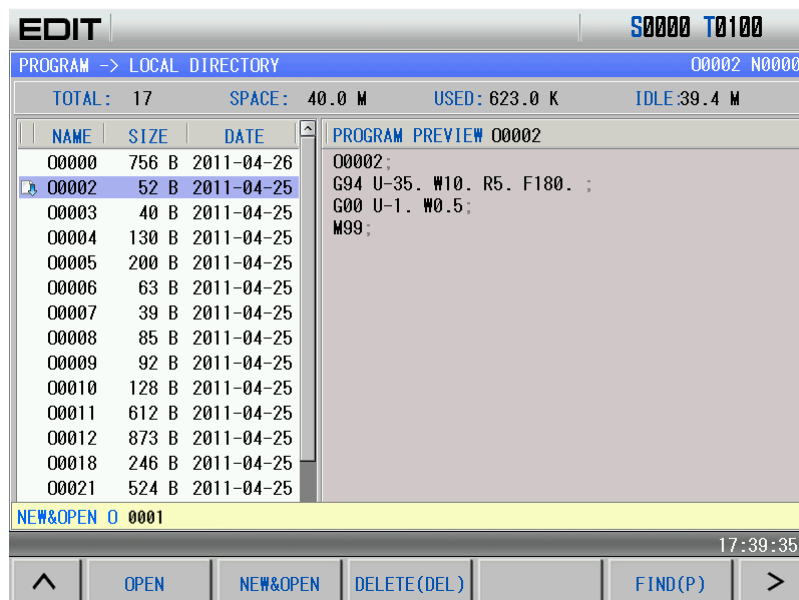 EDIT S0000 T0100
PROGRAM -> LOCAL DIRECTORY O0002 N0000
TOTAL: 17 SPACE: 40.0 M USED: 623.0 K IDLE:39.4 M
NAME SIZE DATE PROGRAM PREVIEW O0002
O0000 756 B 2011-04-26 O0002;
O0002 52 B 2011-04-25 G94 U-35. W10. R5. F180. ;
O0003 40 B 2011-04-25 G00 U-1. W0.5;
O0004 130 B 2011-04-25 M99;
O0005 200 B 2011-04-25
O0006 63 B 2011-04-25
O0007 39 B 2011-04-25
O0008 85 B 2011-04-25
O0009 92 B 2011-04-25
O0010 128 B 2011-04-25
O0011 612 B 2011-04-25
O0012 873 B 2011-04-25
O0018 246 B 2011-04-25
O0021 524 B 2011-04-25
NEW&OPEN O 0001
17:39:35
OPEN NEW&OPEN DELETE(DEL) FIND(P) >